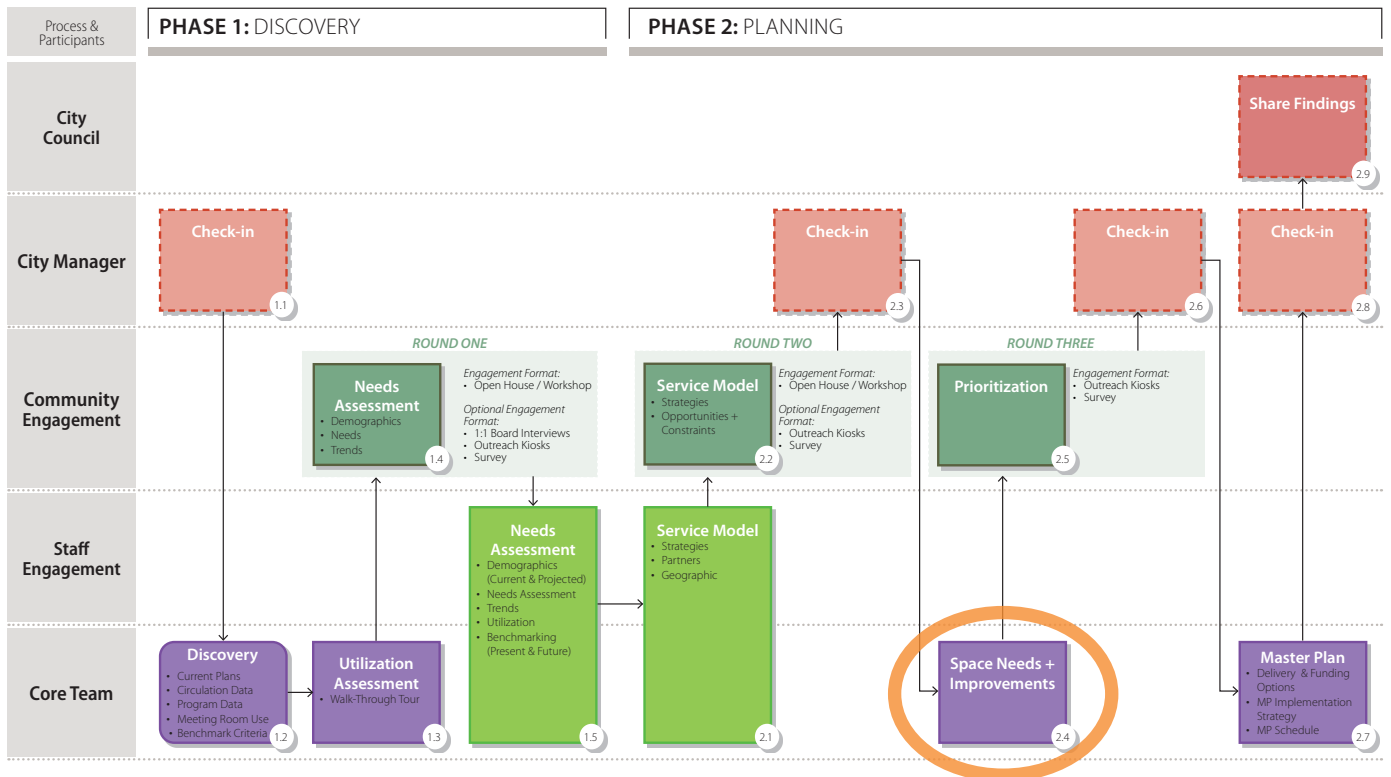 Process &
Participants
PHASE 1: DISCOVERY
PHASE 2: PLANNING
City
Council
Share Findings
2.9
City Manager
Check-in
1.1
Check-in
2.3
Check-in
2.6
Check-in
2.8
Community
Engagement
ROUND ONE
Needs
Assessment
• Demographics
• Needs
• Trends
1.4
Engagement Format:
• Open House / Workshop
Optional Engagement
Format:
• 1:1 Board Interviews
• Outreach Kiosks
• Survey
ROUND TWO
Service Model
• Strategies
• Opportunities +
Constraints
2.2
Engagement Format:
• Open House / Workshop
Optional Engagement
Format:
• Outreach Kiosks
• Survey
ROUND THREE
Prioritization
2.5
Engagement Format:
• Outreach Kiosks
• Survey
Staff
Engagement
Needs
Assessment
• Demographics
(Current & Projected)
• Needs Assessment
• Trends
• Utilization
• Benchmarking
(Present & Future)
1.5
Service Model
• Strategies
• Partners
• Geographic
2.1
Core Team
Discovery
• Current Plans
• Circulation Data
• Program Data
• Meeting Room Use
• Benchmark Criteria
1.2
Utilization
Assessment
• Walk-Through Tour
1.3
Space Needs +
Improvements
2.4
Master Plan
• Delivery & Funding
Options
• MP Implementation
Strategy
• MP Schedule
2.7